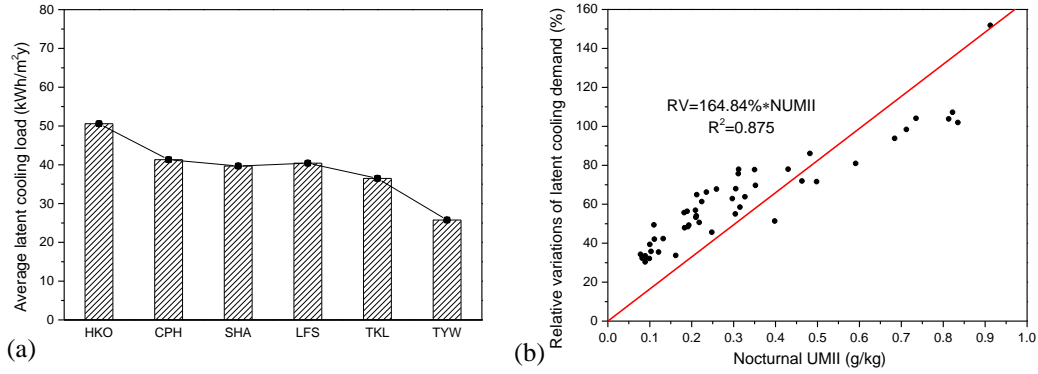 Average latent cooling load (kWh/m²y)
80
70
60
50
40
30
20
10
0
HKO CPH SHA LFS TKL TYW
(a)
Relative variations of latent cooling demand (%)
160
140
120
100
80
60
40
20
0
RV=164.84%*NUMII
R²=0.875
0.0 0.1 0.2 0.3 0.4 0.5 0.6 0.7 0.8 0.9 1.0
Nocturnal UMII (g/kg)
(b)